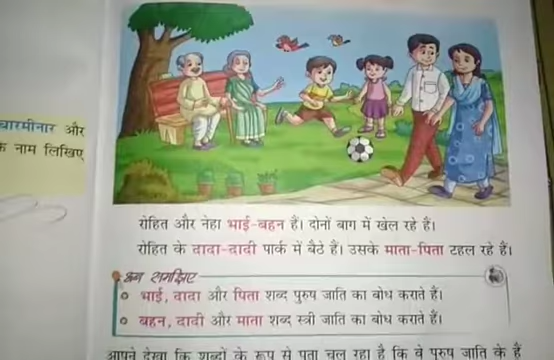 चारमीनार और
नाम लिखिए
रोहित और नेहा भाई-बहन हैं। दोनों बाग में खेल रहे हैं।
रोहित के दादा-दादी पार्क में बैठे हैं। उसके माता-पिता टहल रहे हैं।
अब समझिए
भाई, दादा और पिता शब्द पुरुष जाति का बोध कराते हैं।
बहन, दादी और माता शब्द स्त्री जाति का बोध कराते हैं।
आपने देखा कि शब्दों के रूप से पता चल रहा है कि वे पुरुष जाति के हैं